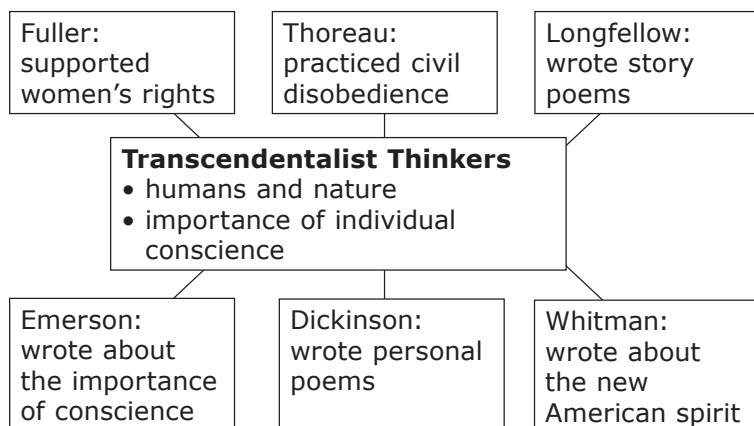 Fuller:
supported
women’s rights
Thoreau:
practiced civil
disobedience
Longfellow:
wrote story
poems
Transcendentalist Thinkers
• humans and nature
• importance of individual
conscience
Emerson:
wrote about
the importance
of conscience
Dickinson:
wrote personal
poems
Whitman:
wrote about
the new
American spirit